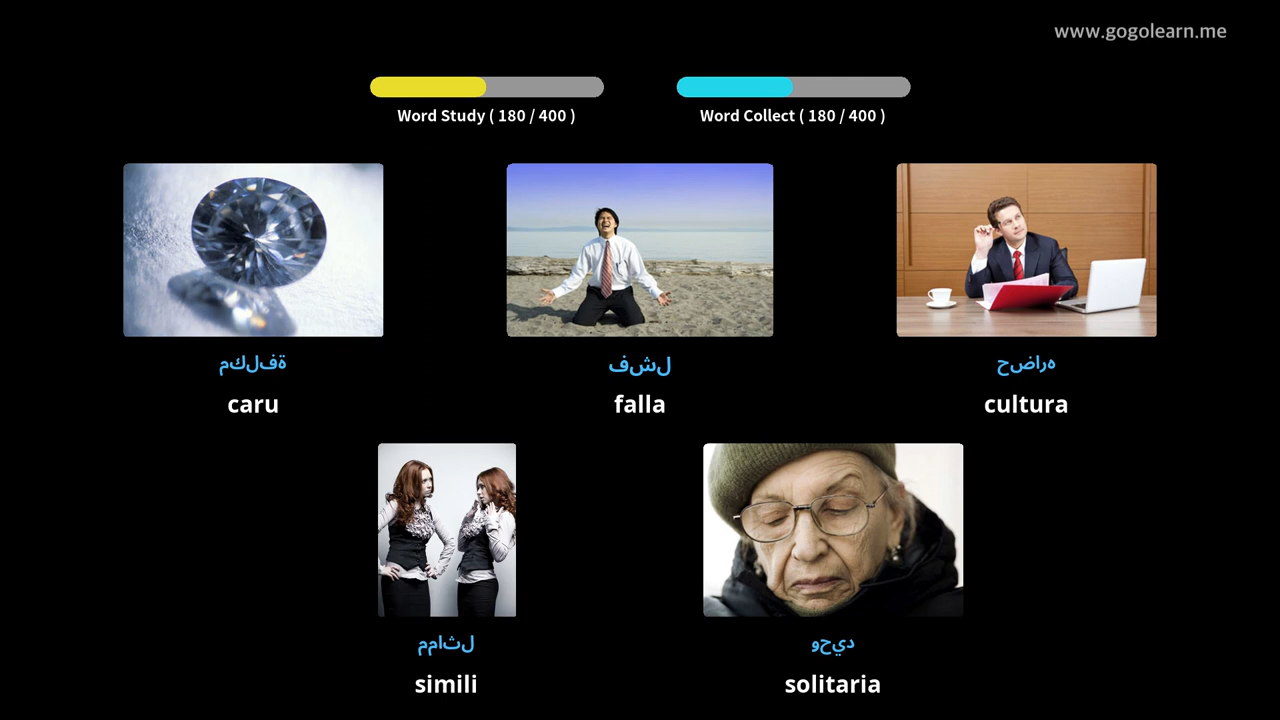 www.gogolearn.me
Word Study ( 180 / 400 )
Word Collect ( 180 / 400 )
مكلفة
caru
فشل
falla
حضاره
cultura
مماثل
simili
وحيد
solitaria